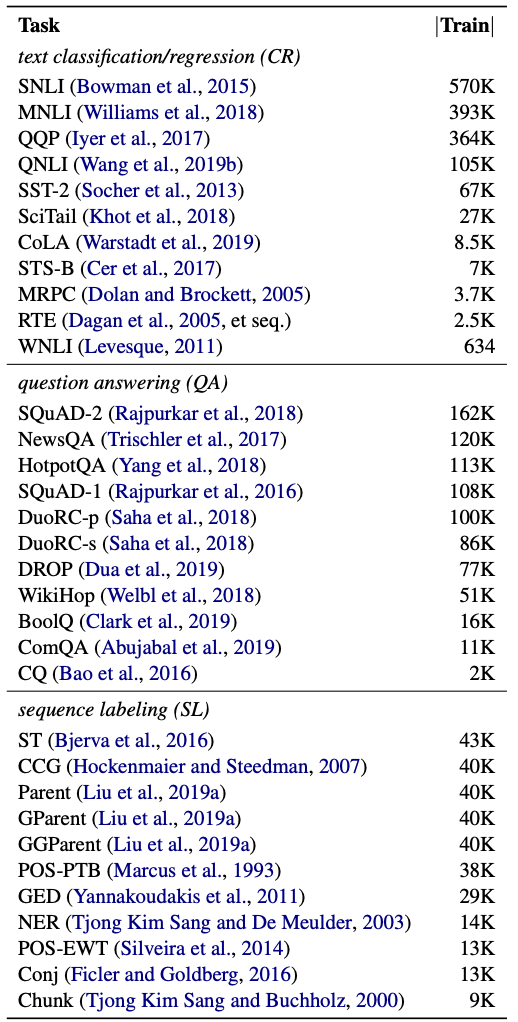 Task |Train|
text classification/regression (CR)
SNLI (Bowman et al., 2015) 570K
MNLI (Williams et al., 2018) 393K
QQP (Iyer et al., 2017) 364K
QNLI (Wang et al., 2019b) 105K
SST-2 (Socher et al., 2013) 67K
SciTail (Khot et al., 2018) 27K
CoLA (Warstadt et al., 2019) 8.5K
STS-B (Cer et al., 2017) 7K
MRPC (Dolan and Brockett, 2005) 3.7K
RTE (Dagan et al., 2005, et seq.) 2.5K
WNLI (Levesque, 2011) 634
question answering (QA)
SQuAD-2 (Rajpurkar et al., 2018) 162K
NewsQA (Trischler et al., 2017) 120K
HotpotQA (Yang et al., 2018) 113K
SQuAD-1 (Rajpurkar et al., 2016) 108K
DuoRC-p (Saha et al., 2018) 100K
DuoRC-s (Saha et al., 2018) 86K
DROP (Dua et al., 2019) 77K
WikiHop (Welbl et al., 2018) 51K
BoolQ (Clark et al., 2019) 16K
ComQA (Abujabal et al., 2019) 11K
CQ (Bao et al., 2016) 2K
sequence labeling (SL)
ST (Bjerva et al., 2016) 43K
CCG (Hockenmaier and Steedman, 2007) 40K
Parent (Liu et al., 2019a) 40K
GParent (Liu et al., 2019a) 40K
GGParent (Liu et al., 2019a) 40K
POS-PTB (Marcus et al., 1993) 38K
GED (Yannakoudakis et al., 2011) 29K
NER (Tjong Kim Sang and De Meulder, 2003) 14K
POS-EWT (Silveira et al., 2014) 13K
Conj (Ficler and Goldberg, 2016) 13K
Chunk (Tjong Kim Sang and Buchholz, 2000) 9K